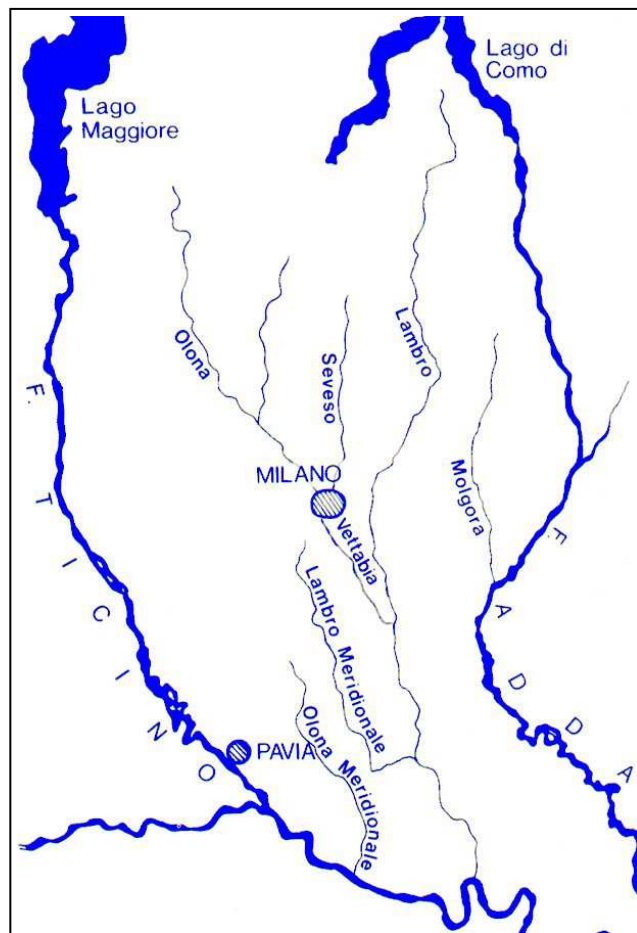 Lago di
Como
Lago
Maggiore
Olona
Seveso
Lambro
F. TICINO
MILANO
Molgora
Vettabia
F. ADDA
Lambro Meridionale
Olona Meridionale
PAVIA